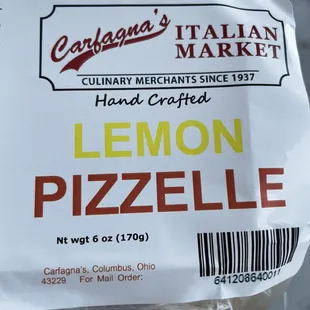 Carfagna's
ITALIAN
MARKET
CULINARY MERCHANTS SINCE 1937
Hand Crafted
LEMON
PIZZELLE
Nt wgt 6 oz (170g)
Carfagna's, Columbus, Ohio
43229 For Mail Order:
641208640011